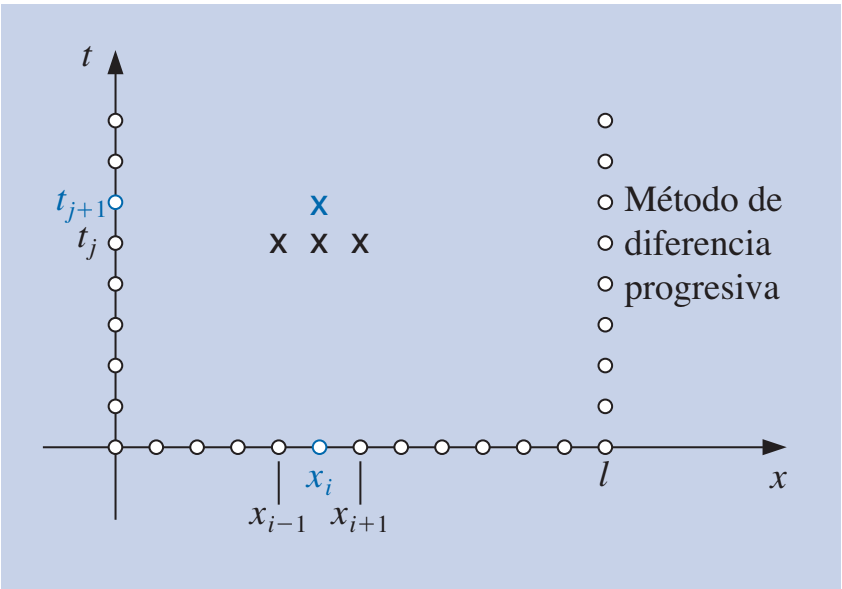 t
t_{j+1}
x
Método de
t_j
x x x
diferencia
progresiva
x_i
l
x
x_{i−1} x_{i+1}